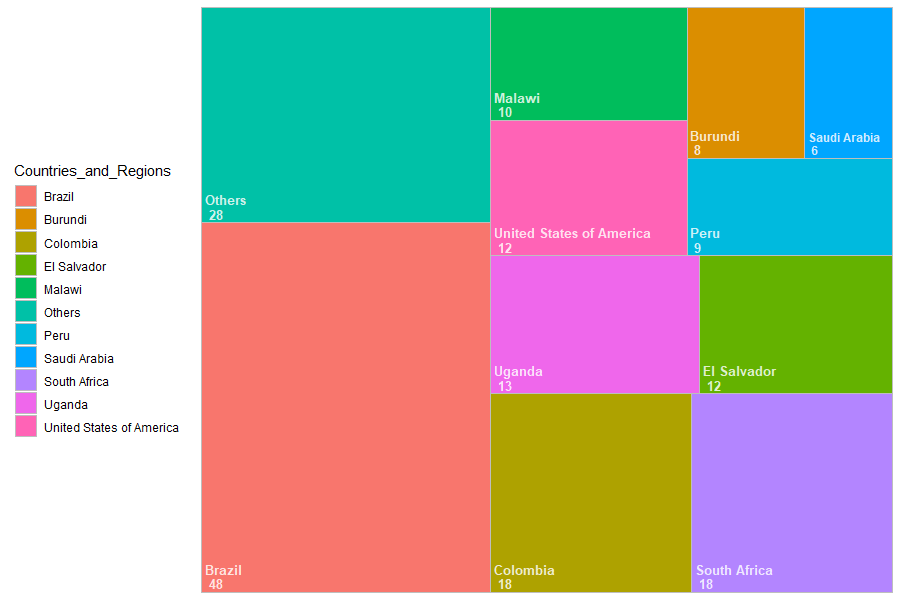 Countries_and_Regions
Brazil
Burundi
Colombia
El Salvador
Malawi
Others
Peru
Saudi Arabia
South Africa
Uganda
United States of America
Others
28
Brazil
48
Malawi
10
United States of America
12
Burundi
8
Saudi Arabia
6
Peru
9
Uganda
13
El Salvador
12
Colombia
18
South Africa
18